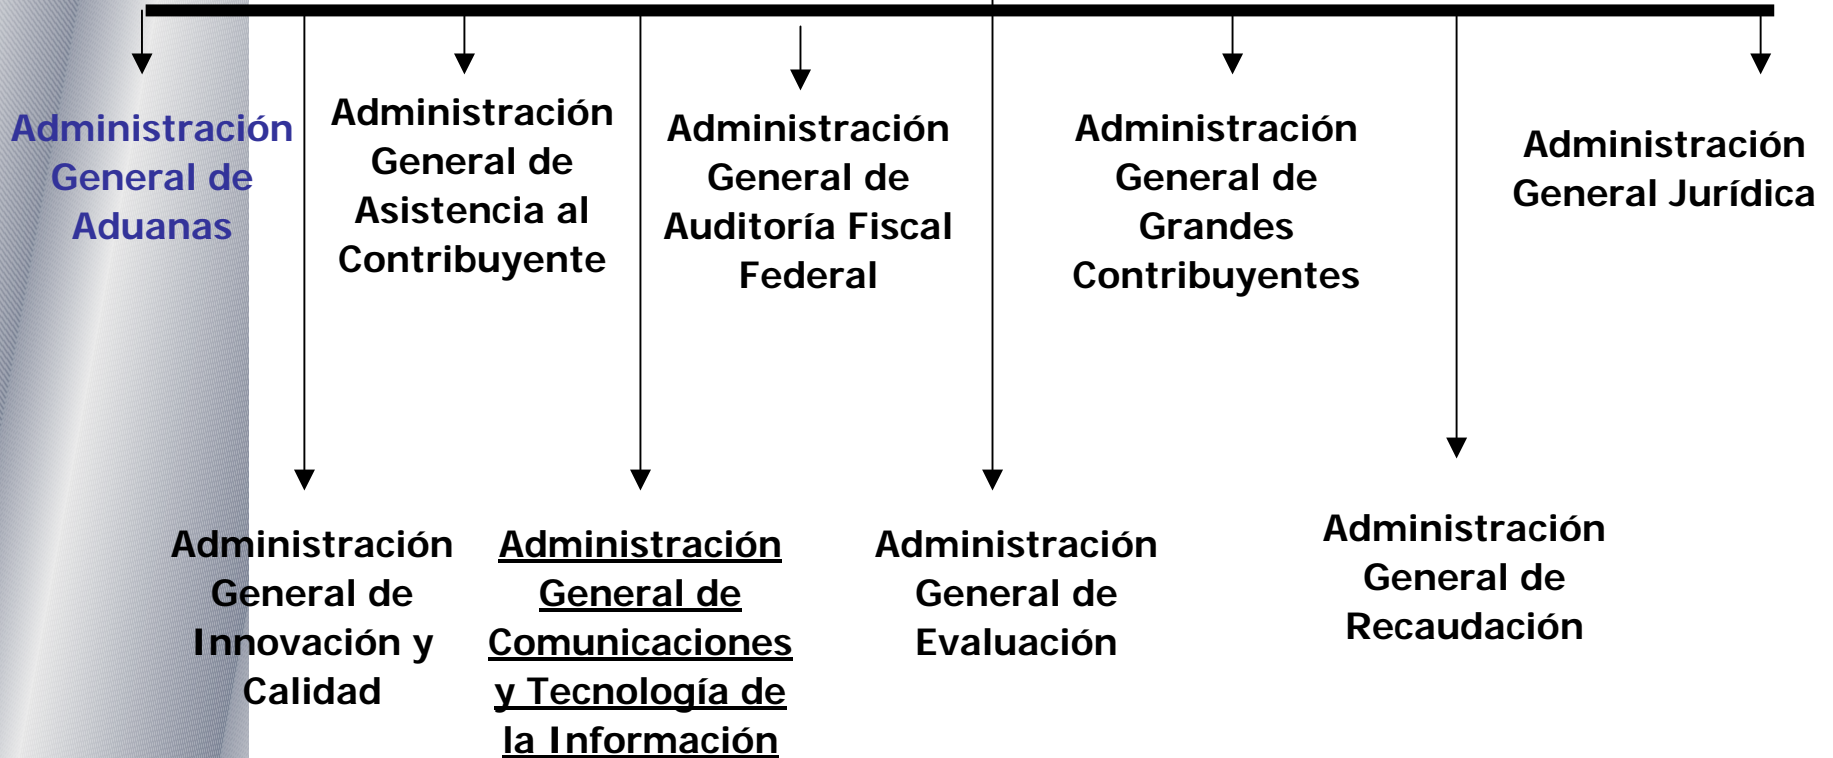 Administración
General de
Aduanas
Administración
General de
Asistencia al
Contribuyente
Administración
General de
Auditoría Fiscal
Federal
Administración
General de
Grandes
Contribuyentes
Administración
General Jurídica
Administración
General de
Innovación y
Calidad
Administración
General de
Comunicaciones
y Tecnología de
la Información
Administración
General de
Evaluación
Administración
General de
Recaudación